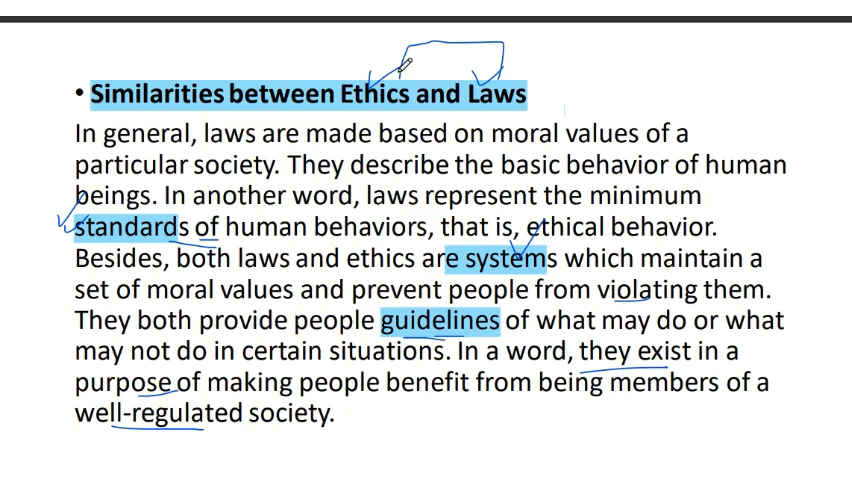 • Similarities between Ethics and Laws
In general, laws are made based on moral values of a
particular society. They describe the basic behavior of human
beings. In another word, laws represent the minimum
standards of human behaviors, that is, ethical behavior.
Besides, both laws and ethics are systems which maintain a
set of moral values and prevent people from violating them.
They both provide people guidelines of what may do or what
may not do in certain situations. In a word, they exist in a
purpose of making people benefit from being members of a
well-regulated society.